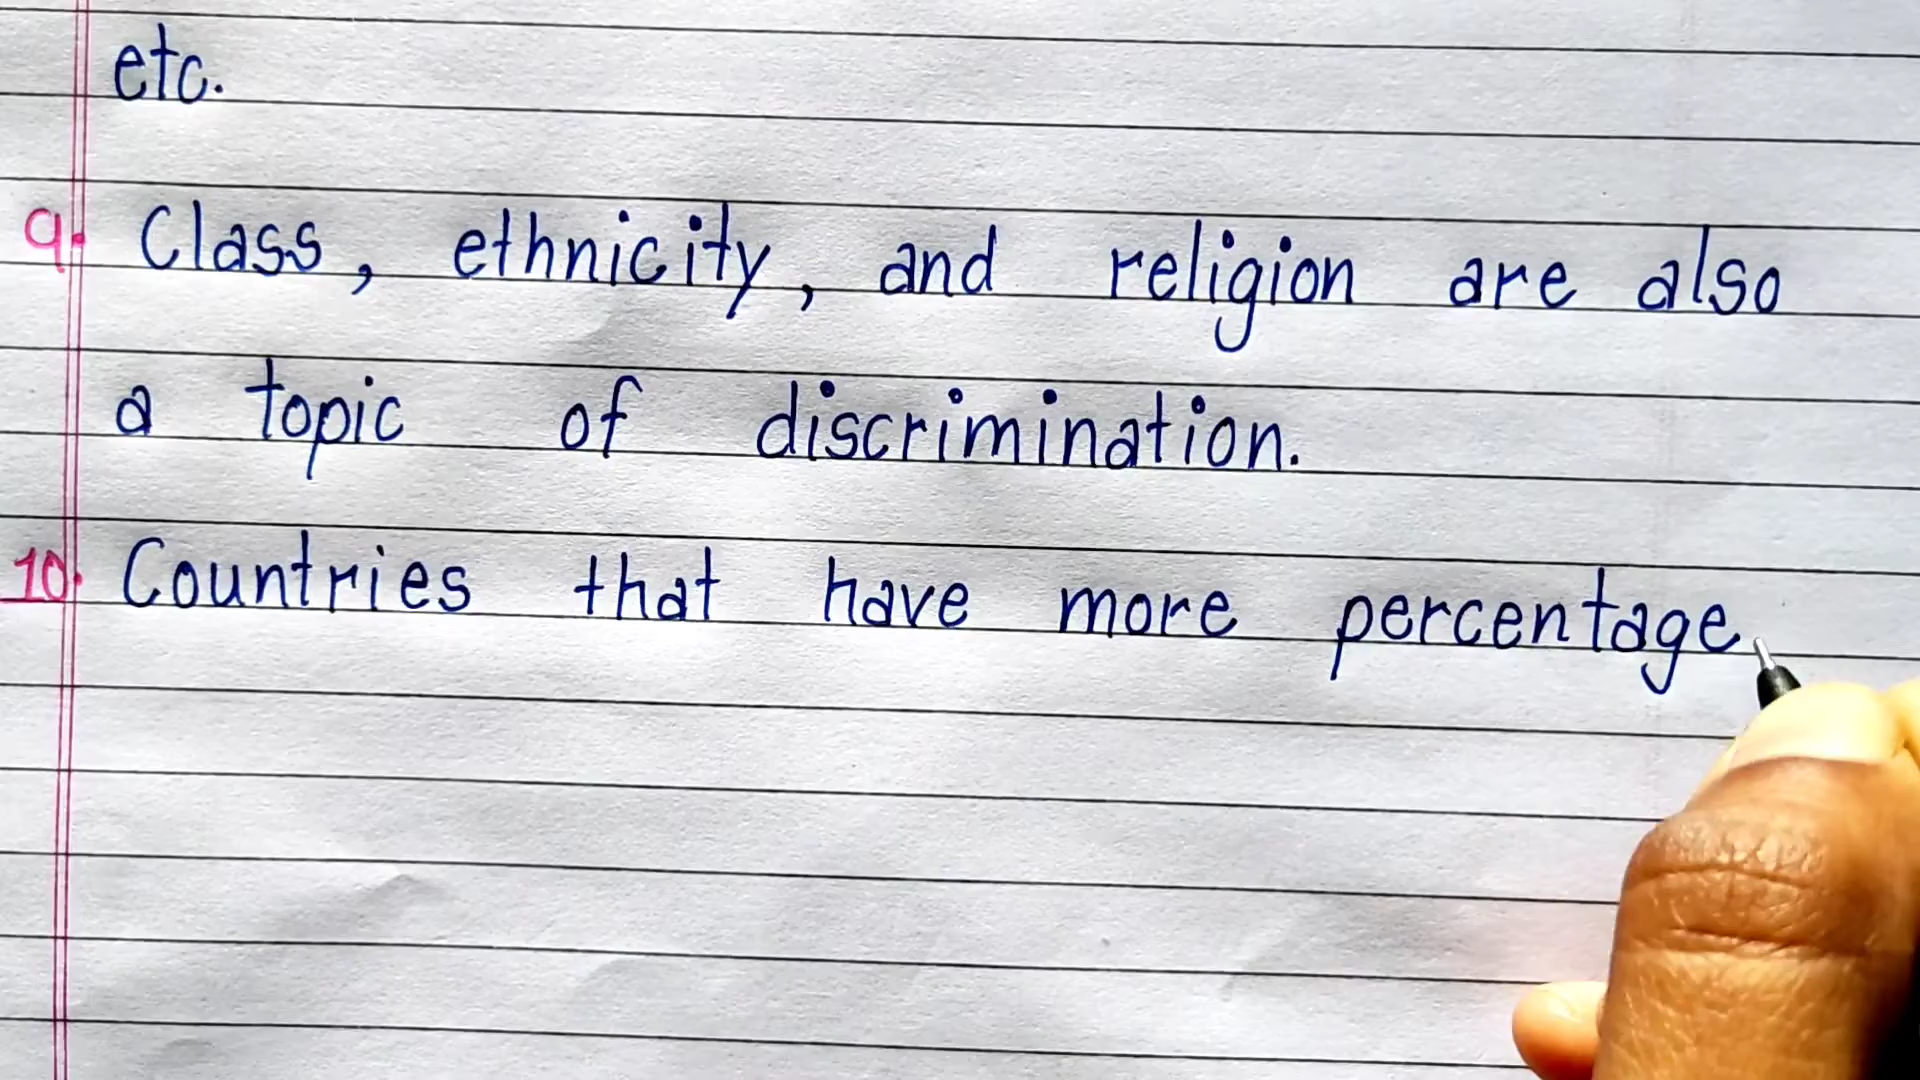 etc.
9. Class, ethnicity, and religion are also
a topic of discrimination.
10. Countries that have more percentage